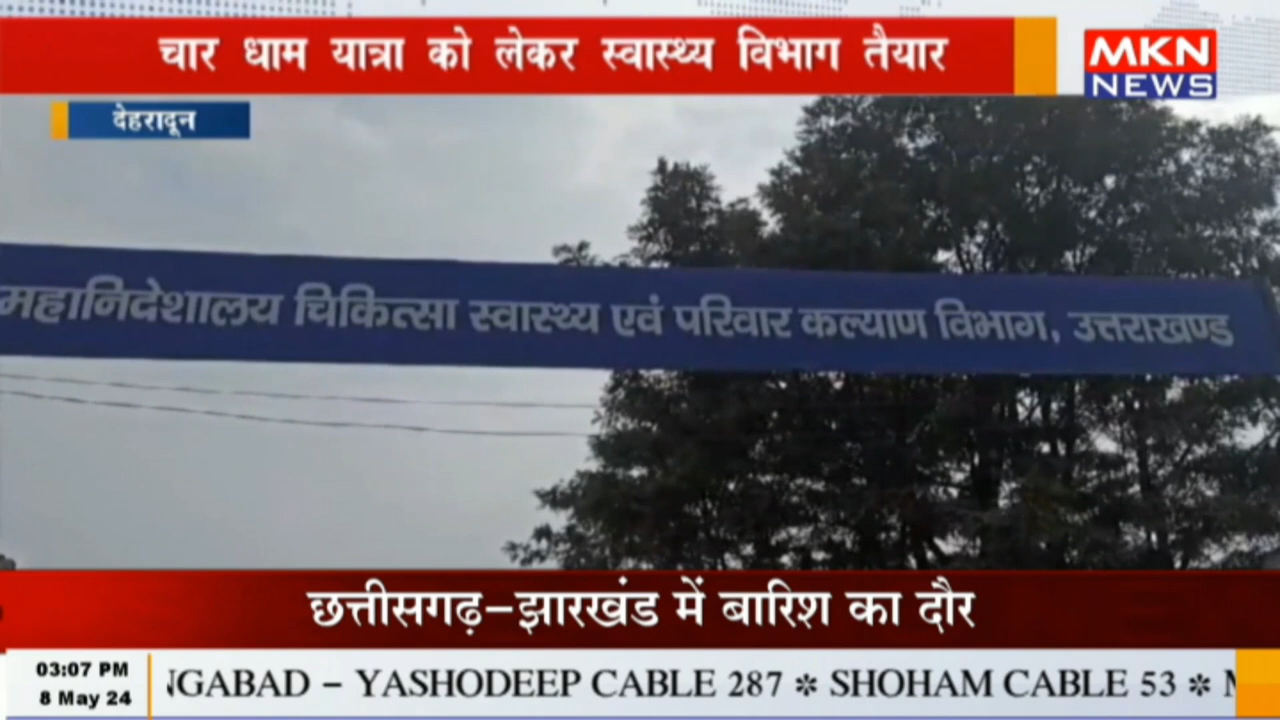 चार धाम यात्रा को लेकर स्वास्थ्य विभाग तैयार
MKN
NEWS
देहरादून
महानिदेशालय चिकित्सा स्वास्थ्य एवं परिवार कल्याण विभाग, उत्तराखण्ड
छत्तीसगढ़-झारखंड में बारिश का दौर
03:07 PM
8 May 24
NGABAD - YASHODEEP CABLE 287 * SHOHAM CABLE 53 *